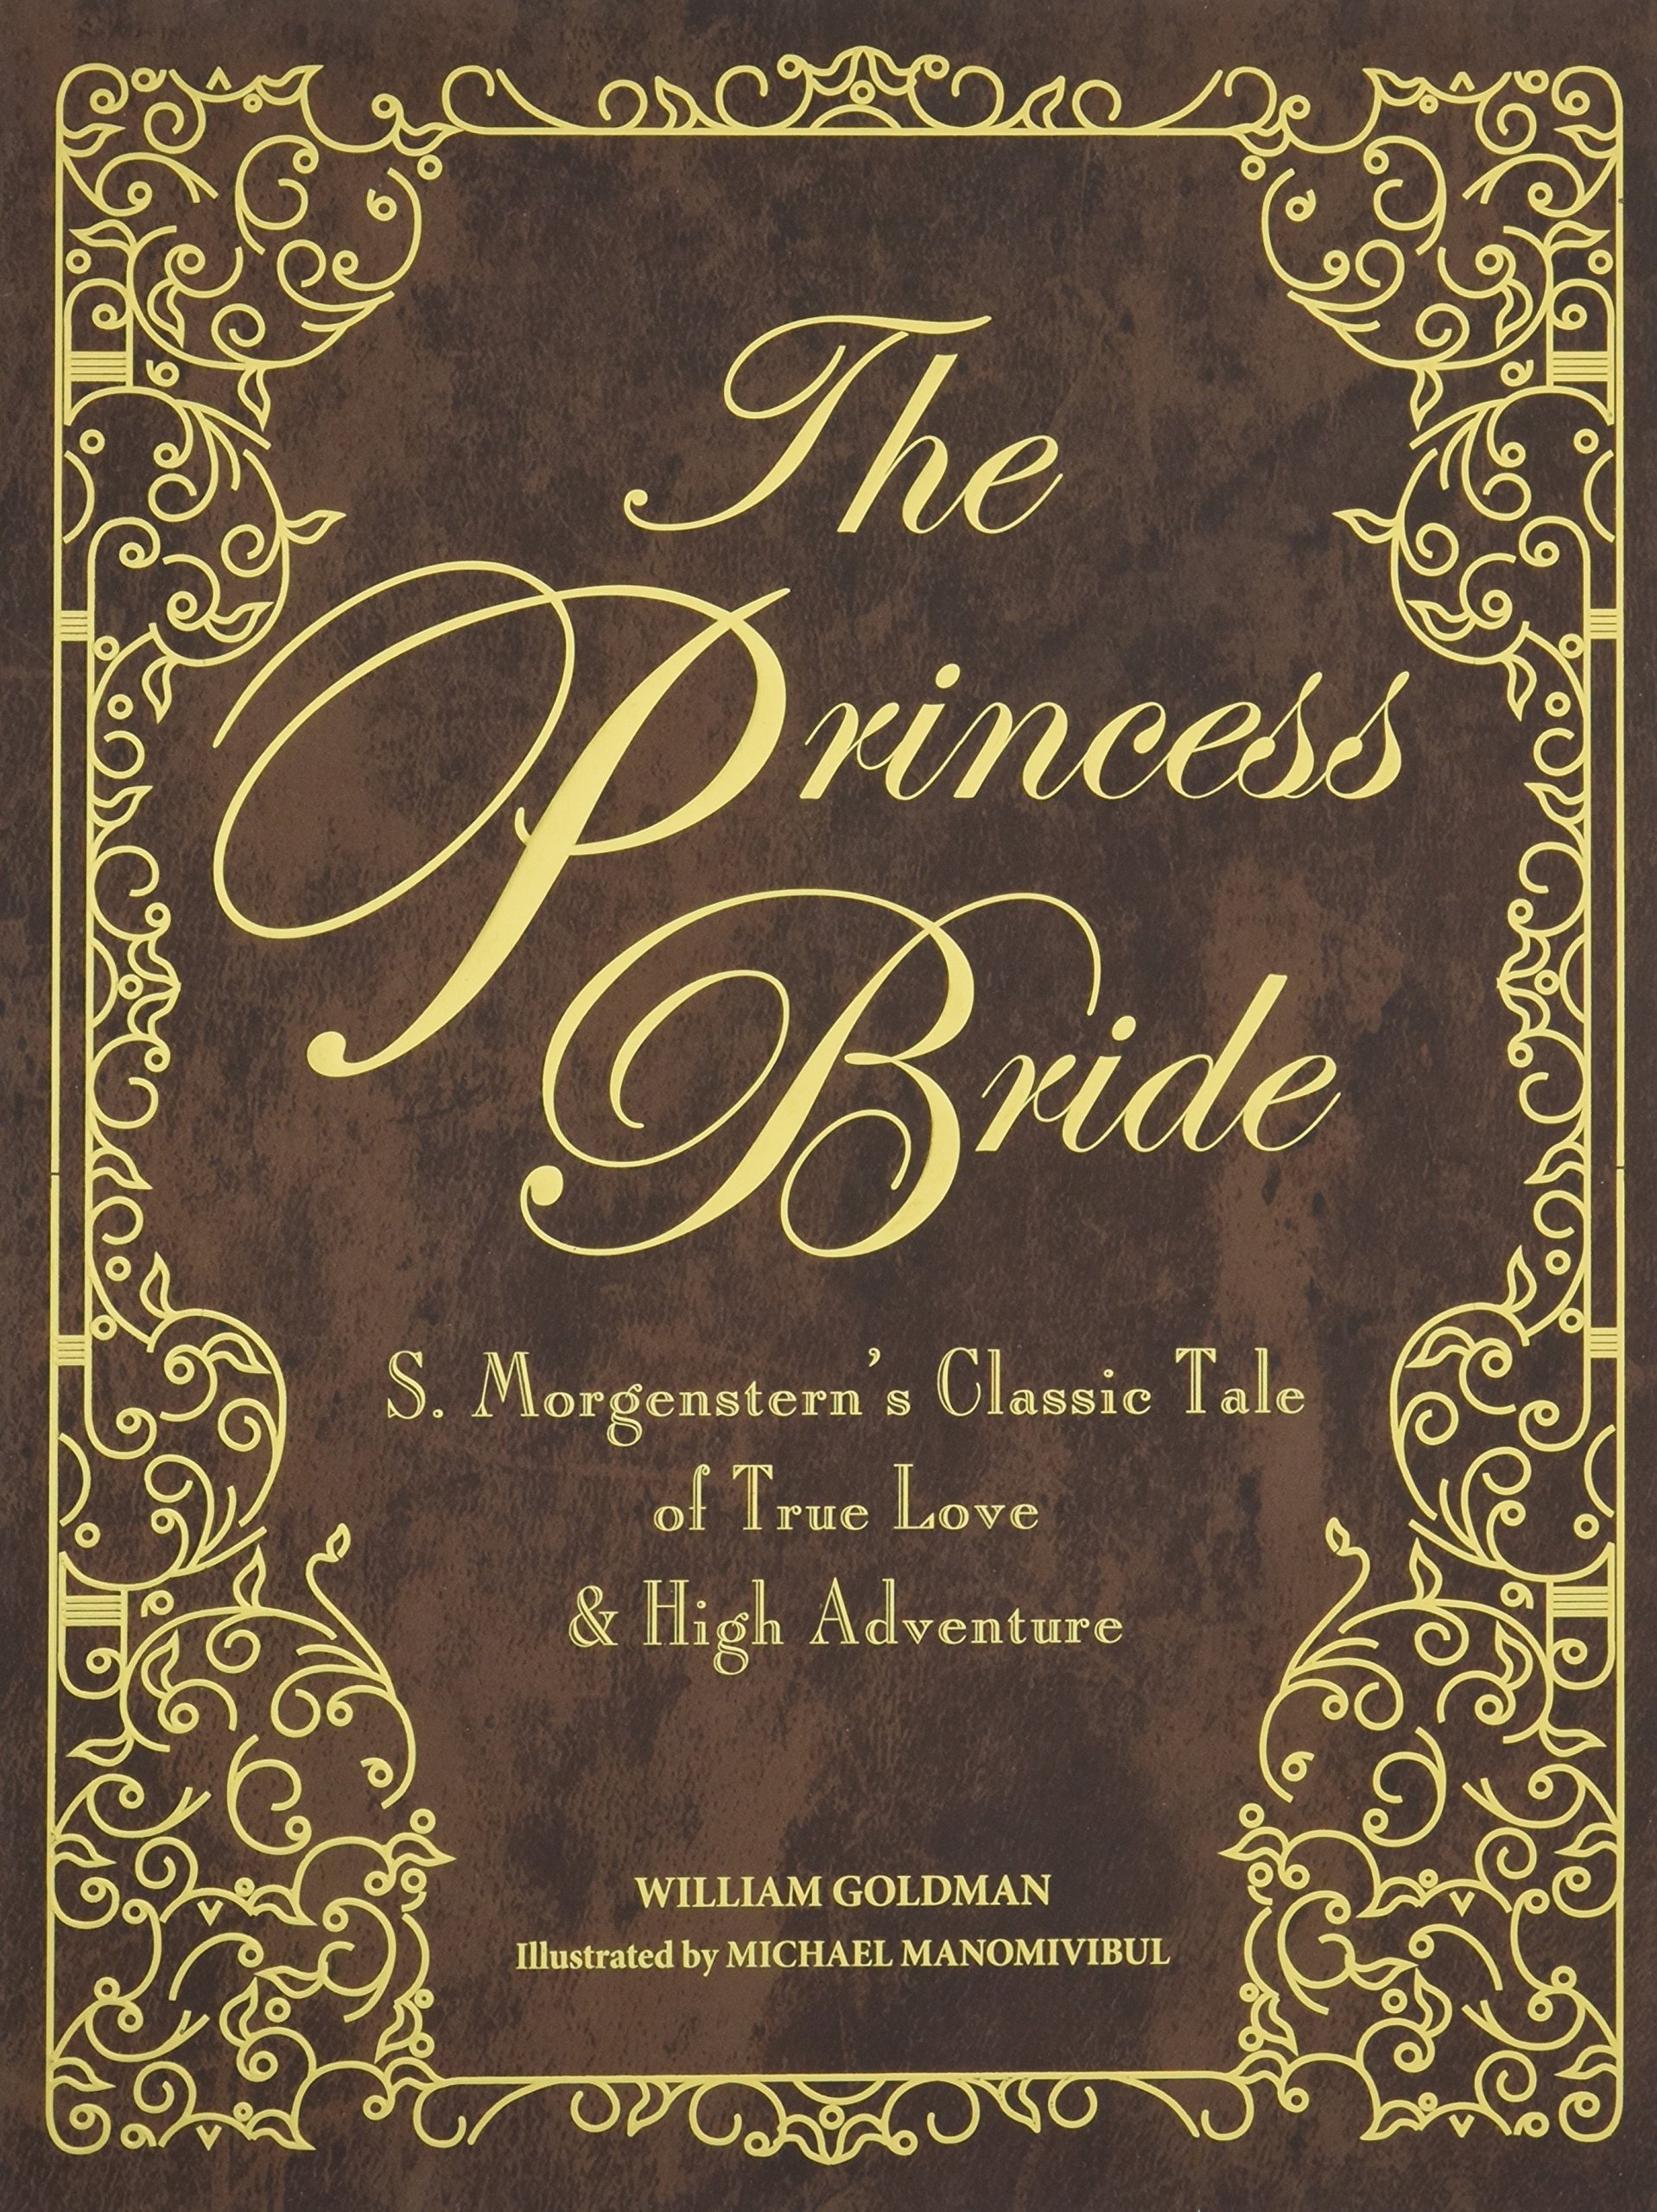 The
Princess
Bride
S. Morgenstern's Classic Tale
of True Love
& High Adventure
WILLIAM GOLDMAN
Illustrated by MICHAEL MANOMIVIBUL